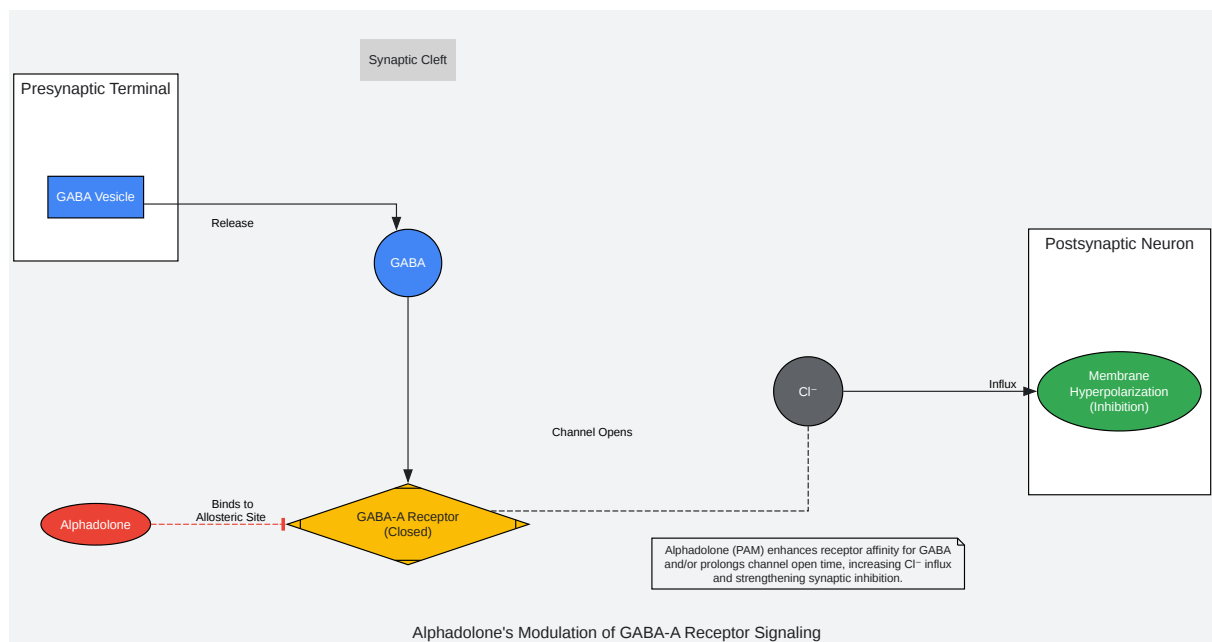 Synaptic Cleft
Presynaptic Terminal
GABA Vesicle
Release
GABA
Postsynaptic Neuron
Cl⁻
Influx
Membrane
Hyperpolarization
(Inhibition)
Channel Opens
Alphadolone
Binds to
Allosteric Site
GABA-A Receptor
(Closed)
Alphadolone (PAM) enhances receptor affinity for GABA
and/or prolongs channel open time, increasing Cl⁻ influx
and strengthening synaptic inhibition.
Alphadolone's Modulation of GABA-A Receptor Signaling